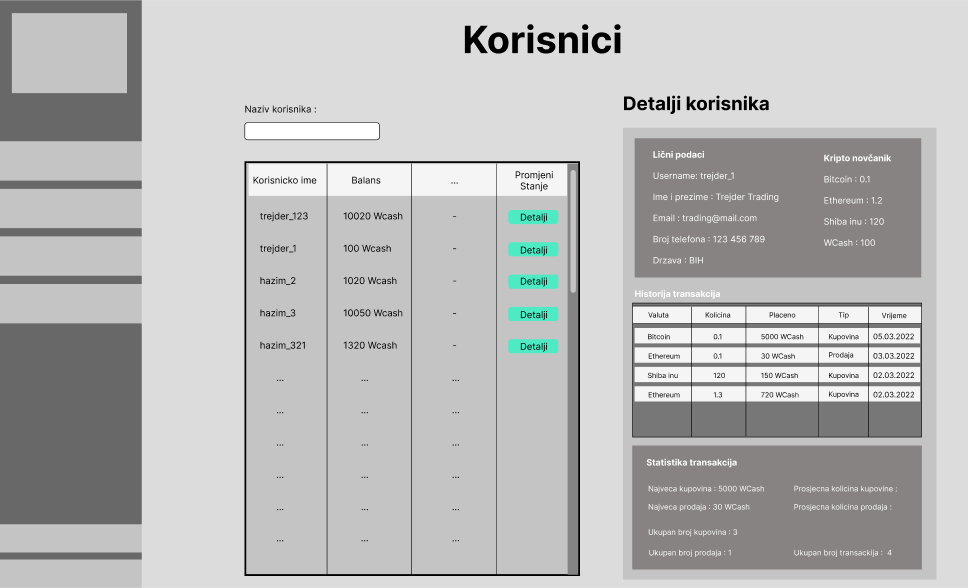 Korisnici
Naziv korisnika :
Korisnicko ime Balans ... Promjeni Stanje
trejder_123 10020 Wcash - Detalji
trejder_1 100 Wcash - Detalji
hazim_2 1020 Wcash - Detalji
hazim_3 10050 Wcash - Detalji
hazim_321 1320 Wcash - Detalji
... ... ...
... ... ...
... ... ...
... ... ...
... ... ...
... ... ...
Detalji korisnika
Lični podaci
Username: trejder_1
Ime i prezime : Trejder Trading
Email : trading@mail.com
Broj telefona : 123 456 789
Drzava : BIH
Kripto novčanik
Bitcoin : 0.1
Ethereum : 1.2
Shiba inu : 120
WCash : 100
Historija transakcija
Valuta Kolicina Placeno Tip Vrijeme
Bitcoin 0.1 5000 WCash Kupovina 05.03.2022
Ethereum 0.1 30 WCash Prodaja 03.03.2022
Shiba inu 120 150 WCash Kupovina 02.03.2022
Ethereum 1.3 720 WCash Kupovina 02.03.2022
Statistika transakcija
Najveca kupovina : 5000 WCash Prosjecna kolicina kupovine :
Najveca prodaja : 30 WCash Prosjecna kolicina prodaja :
Ukupan broj kupovina : 3
Ukupan broj prodaja : 1 Ukupan broj transackija : 4